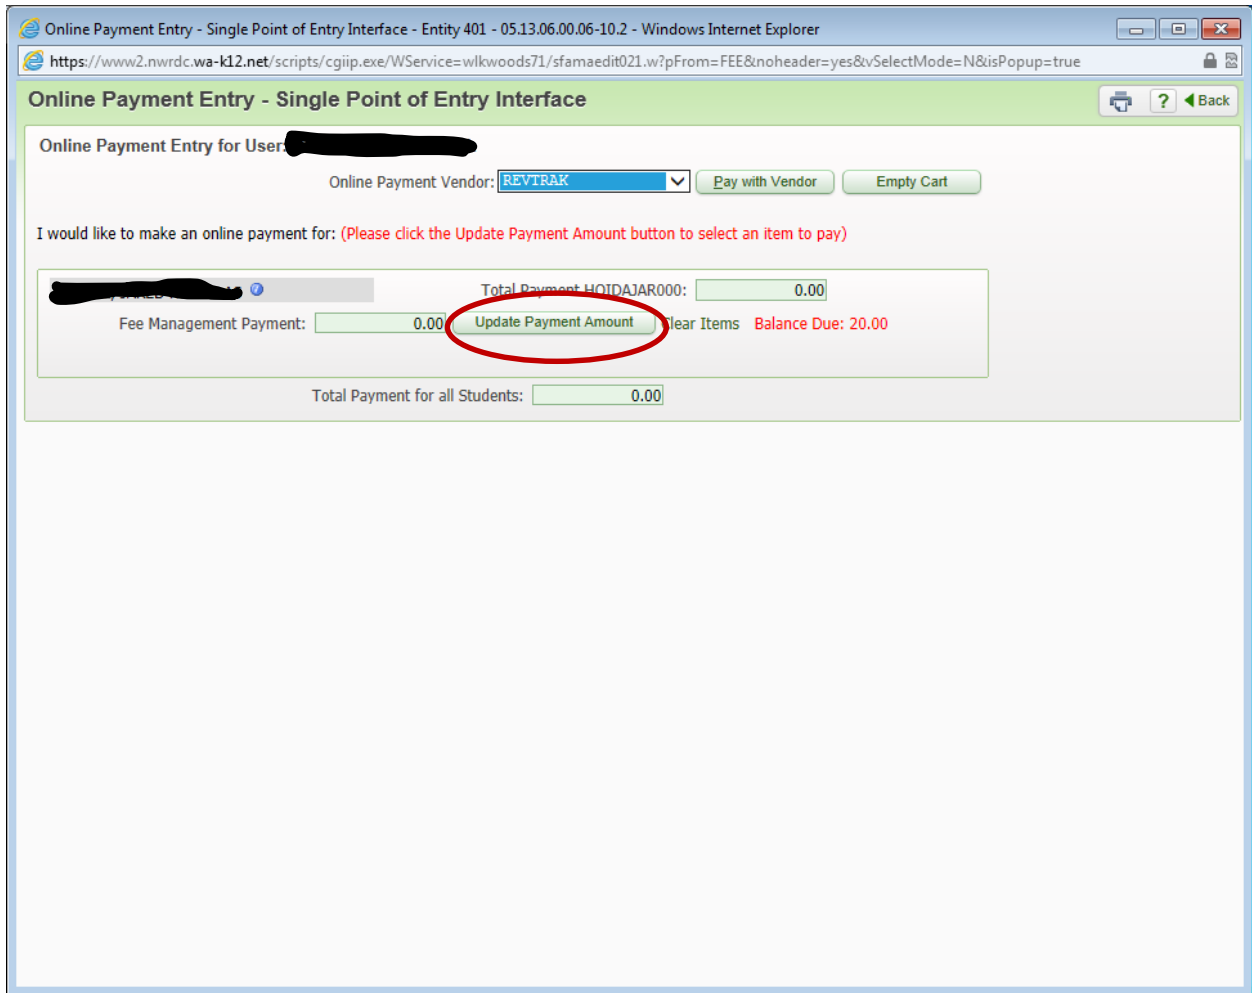 Online Payment Entry - Single Point of Entry Interface - Entity 401 - 05.13.06.00.06-10.2 - Windows Internet Explorer
https://www2.nwrdc.wa-k12.net/scripts/cgiip.exe/WService=wlkwoods71/sfamaedit021.w?pFrom=FEE&noheader=yes&vSelectMode=N&isPopup=true
Online Payment Entry - Single Point of Entry Interface ? Back
Online Payment Entry for User:
Online Payment Vendor: REVTRAK Pay with Vendor Empty Cart
I would like to make an online payment for: (Please click the Update Payment Amount button to select an item to pay)
Total Payment HOIDAJAR000: 0.00
Fee Management Payment: 0.00 Update Payment Amount Clear Items Balance Due: 20.00
Total Payment for all Students: 0.00